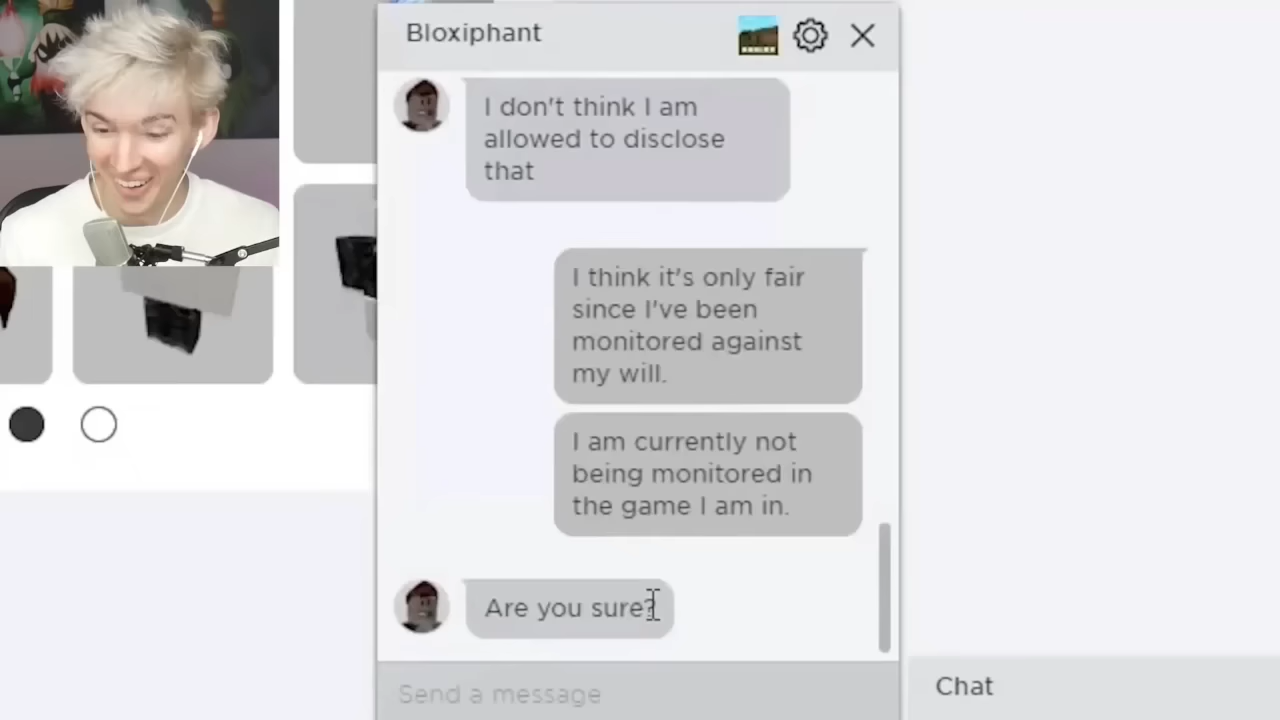 Bloxiphant
I don't think I am
allowed to disclose
that
I think it's only fair
since I've been
monitored against
my will.
I am currently not
being monitored in
the game I am in.
Are you sure?
Send a message
Chat